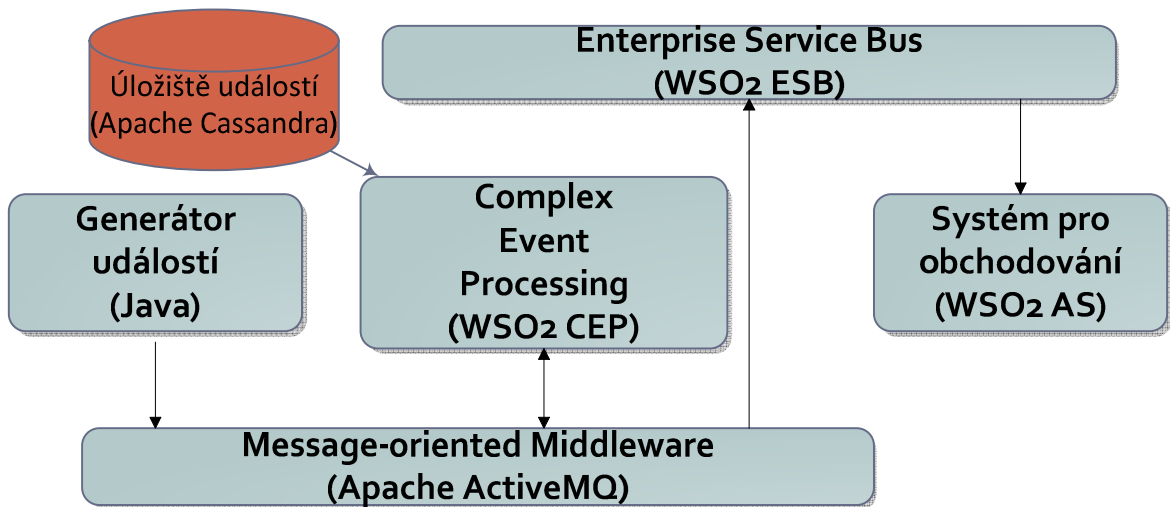 Úložiště událostí
(Apache Cassandra)
Enterprise Service Bus
(WSO2 ESB)
Generátor
událostí
(Java)
Complex
Event
Processing
(WSO2 CEP)
Systém pro
obchodování
(WSO2 AS)
Message-oriented Middleware
(Apache ActiveMQ)